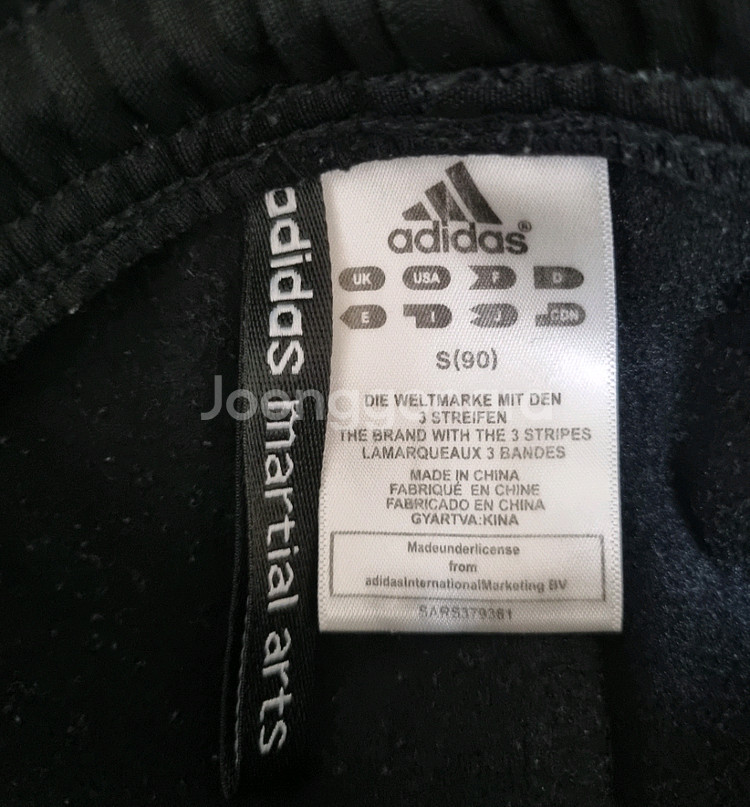 adidas martial arts
adidas®
UK USA F D
E I J CDN
S(90)
DIE WELTMARKE MIT DEN
3 STREIFEN
THE BRAND WITH THE 3 STRIPES
LAMARQUEAUX 3 BANDES
MADE IN CHINA
FABRIQUÉ EN CHINE
FABRICADO EN CHINA
GYARTVA:KINA
Madeunderlicense
from
adidasInternationalMarketing BV
SARS379361